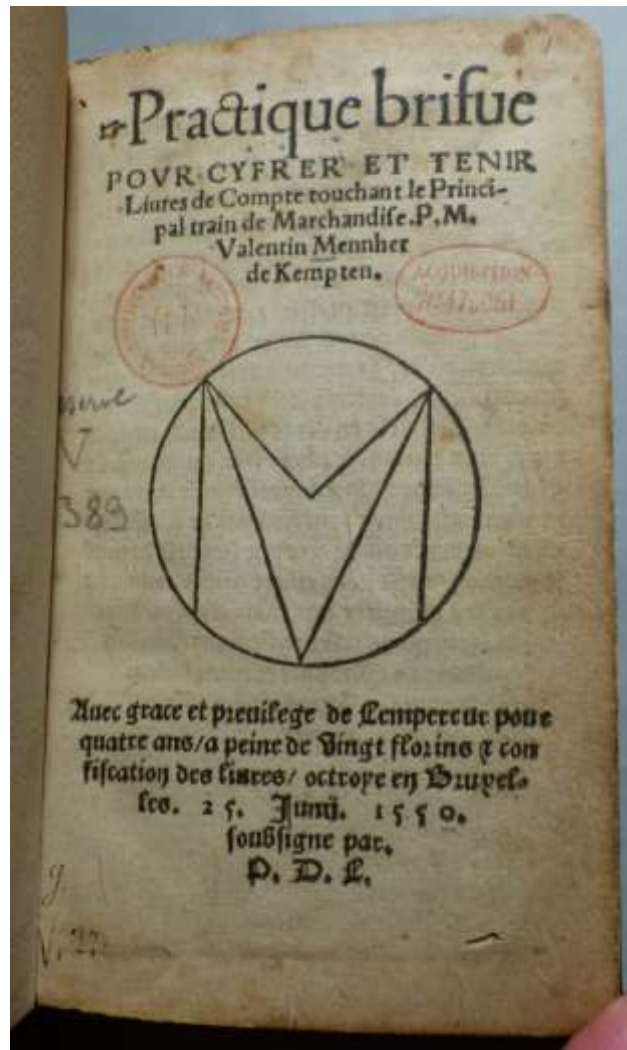 ☞Practique brifue
POVR CYFRER ET TENIR
Liures de Compte touchant le Princi-
pal train de Marchandiſe. P. M.
Valentin Mennher
de Kempten.
ACQUISITION
389
Auec grace et preuilege de Lempereur pour
quatre ans/a peine de Vingt florins & con
fiſcation des liures/ octroye en Bruxel-
les. 25. Junij. 1550.
ſoubſigne par.
P. D. L.